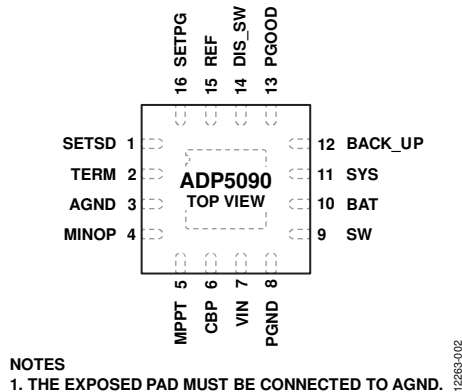 16 SETPG
15 REF
14 DIS_SW
13 PGOOD
SETSD 1
TERM 2
AGND 3
MINOP 4
ADP5090
TOP VIEW
12 BACK_UP
11 SYS
10 BAT
9 SW
MPPT 5
CBP 6
VIN 7
PGND 8
NOTES
1. THE EXPOSED PAD MUST BE CONNECTED TO AGND.
12263-002